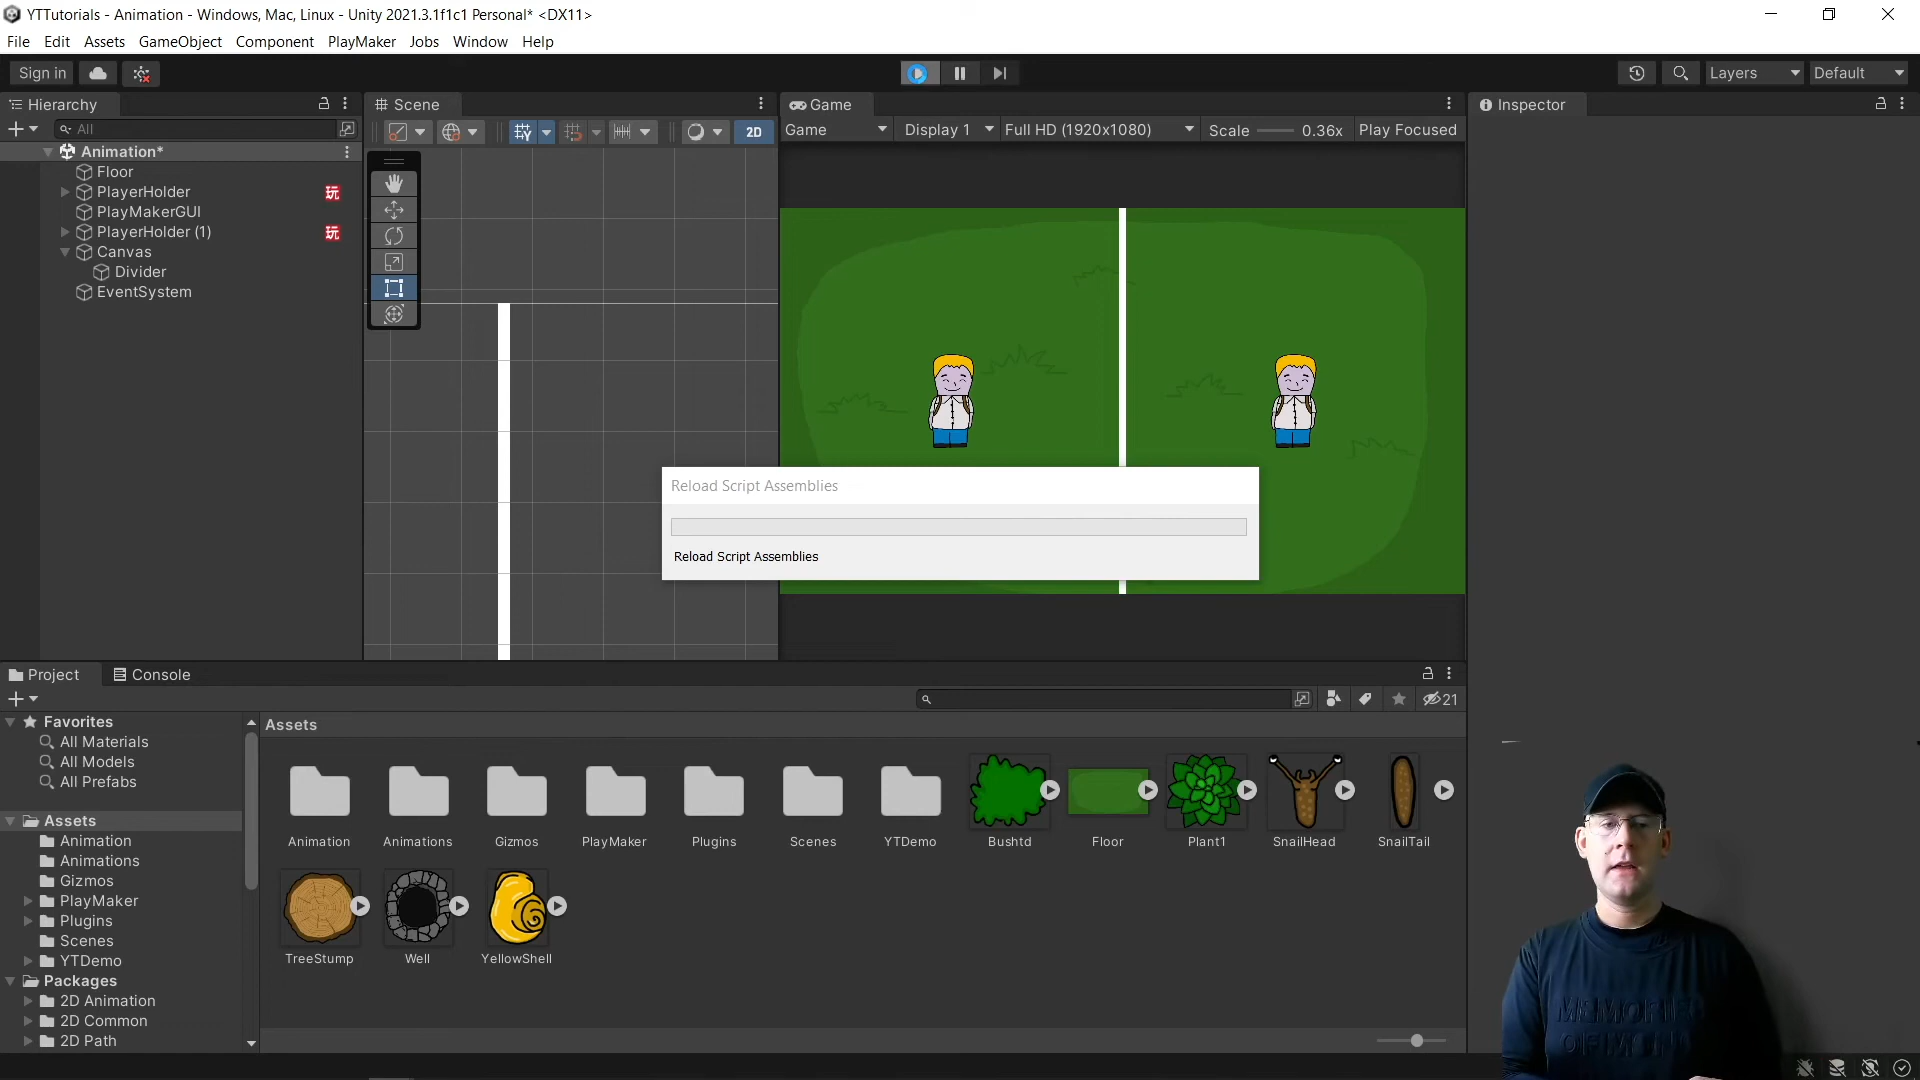 YTTutorials - Animation - Windows, Mac, Linux - Unity 2021.3.1f1c1 Personal* <DX11>
File Edit Assets GameObject Component PlayMaker Jobs Window Help
Sign in
Layers
Default
Hierarchy
All
Animation*
Floor
PlayerHolder 玩
PlayMakerGUI
PlayerHolder (1) 玩
Canvas
Divider
EventSystem
Scene
2D
Game
Game Display 1 Full HD (1920x1080) Scale 0.36x Play Focused
Inspector
Reload Script Assemblies
Reload Script Assemblies
Project Console
21
Favorites
All Materials
All Models
All Prefabs
Assets
Animation
Animations
Gizmos
PlayMaker
Plugins
Scenes
YTDemo
Packages
2D Animation
2D Common
2D Path
Assets
Animation Animations Gizmos PlayMaker Plugins Scenes YTDemo Bushtd Floor Plant1 SnailHead SnailTail
TreeStump Well YellowShell